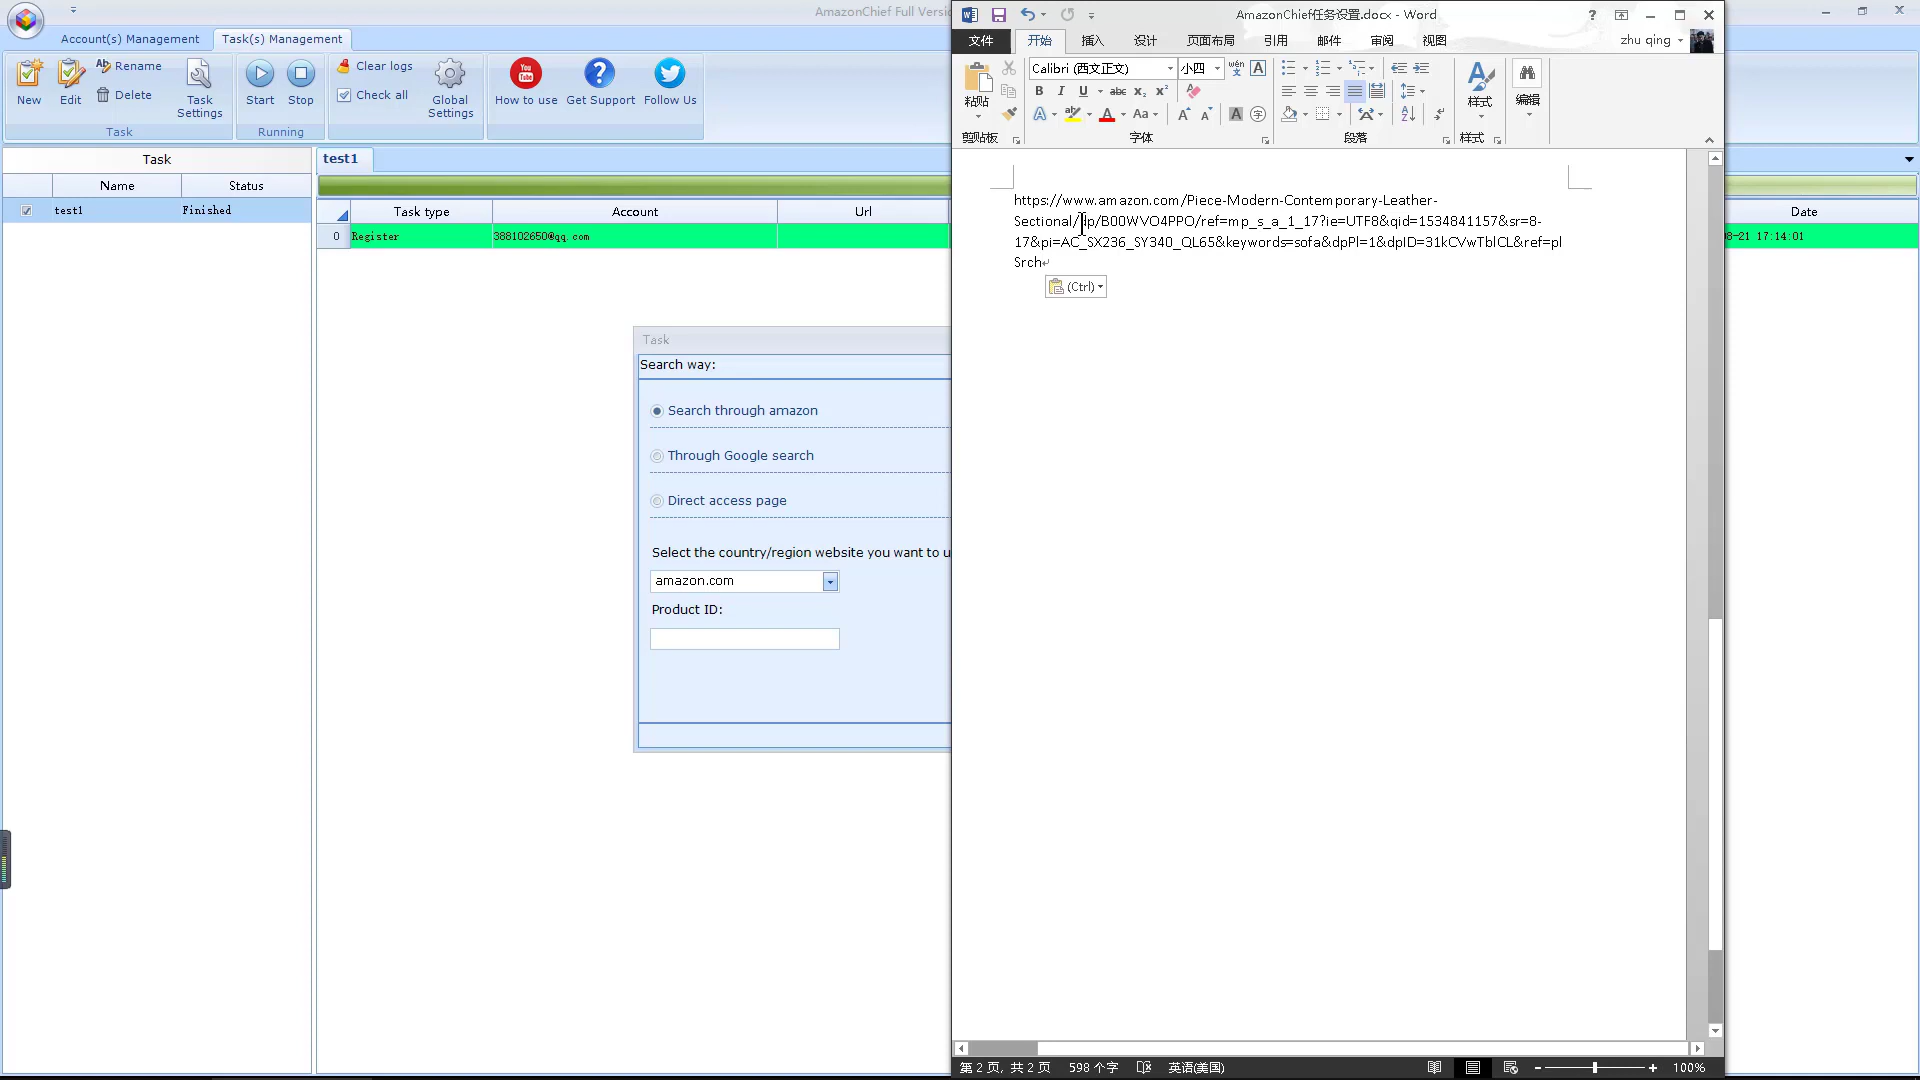 AmazonChief Full Versio
Account(s) Management
Task(s) Management
New
Edit
Rename
Delete
Task
Settings
Task
Start
Stop
Running
Clear logs
Check all
Global
Settings
How to use
Get Support
Follow Us
Task
Name
Status
test1
Finished
test1
Task type
Account
Url
0
Register
388102650@qq.com
Task
Search way:
Search through amazon
Through Google search
Direct access page
Select the country/region website you want to u
amazon.com
Product ID:
AmazonChief任务设置.docx - Word
文件
开始
插入
设计
页面布局
引用
邮件
审阅
视图
zhu qing
粘贴
剪贴板
Calibri (西文正文)
小四
字体
段落
样式
样式
编辑
https://www.amazon.com/Piece-Modern-Contemporary-Leather-
Sectional/dp/B00WVO4PPO/ref=mp_s_a_1_17?ie=UTF8&qid=1534841157&sr=8-
17&pi=AC_SX236_SY340_QL65&keywords=sofa&dpPl=1&dpID=31kCVwTblCL&ref=pl
Srch
(Ctrl)
第 2 页, 共 2 页
598 个字
英语(美国)
100%
Date
8-21 17:14:01